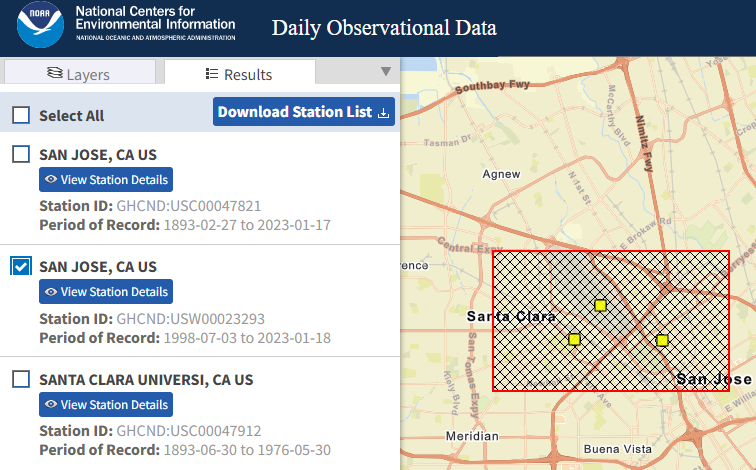 NOAA
National Centers for
Environmental Information
NATIONAL OCEANIC AND ATMOSPHERIC ADMINISTRATION
Daily Observational Data
Layers
Results
Select All
Download Station List
SAN JOSE, CA US
View Station Details
Station ID: GHCND:USC00047821
Period of Record: 1893-02-27 to 2023-01-17
SAN JOSE, CA US
View Station Details
Station ID: GHCND:USW00023293
Period of Record: 1998-07-03 to 2023-01-18
SANTA CLARA UNIVERSI, CA US
View Station Details
Station ID: GHCND:USC00047912
Period of Record: 1893-06-30 to 1976-05-30
Southbay Fwy
McCarthy Blvd
Nimitz Fwy
Tasman Dr
Agnew
N 1st St
E Brokaw Rd
Central Expy
rence
Santa Clara
San Tomas Expy
Kiely Blvd
San Jose
Meridian
Buena Vista